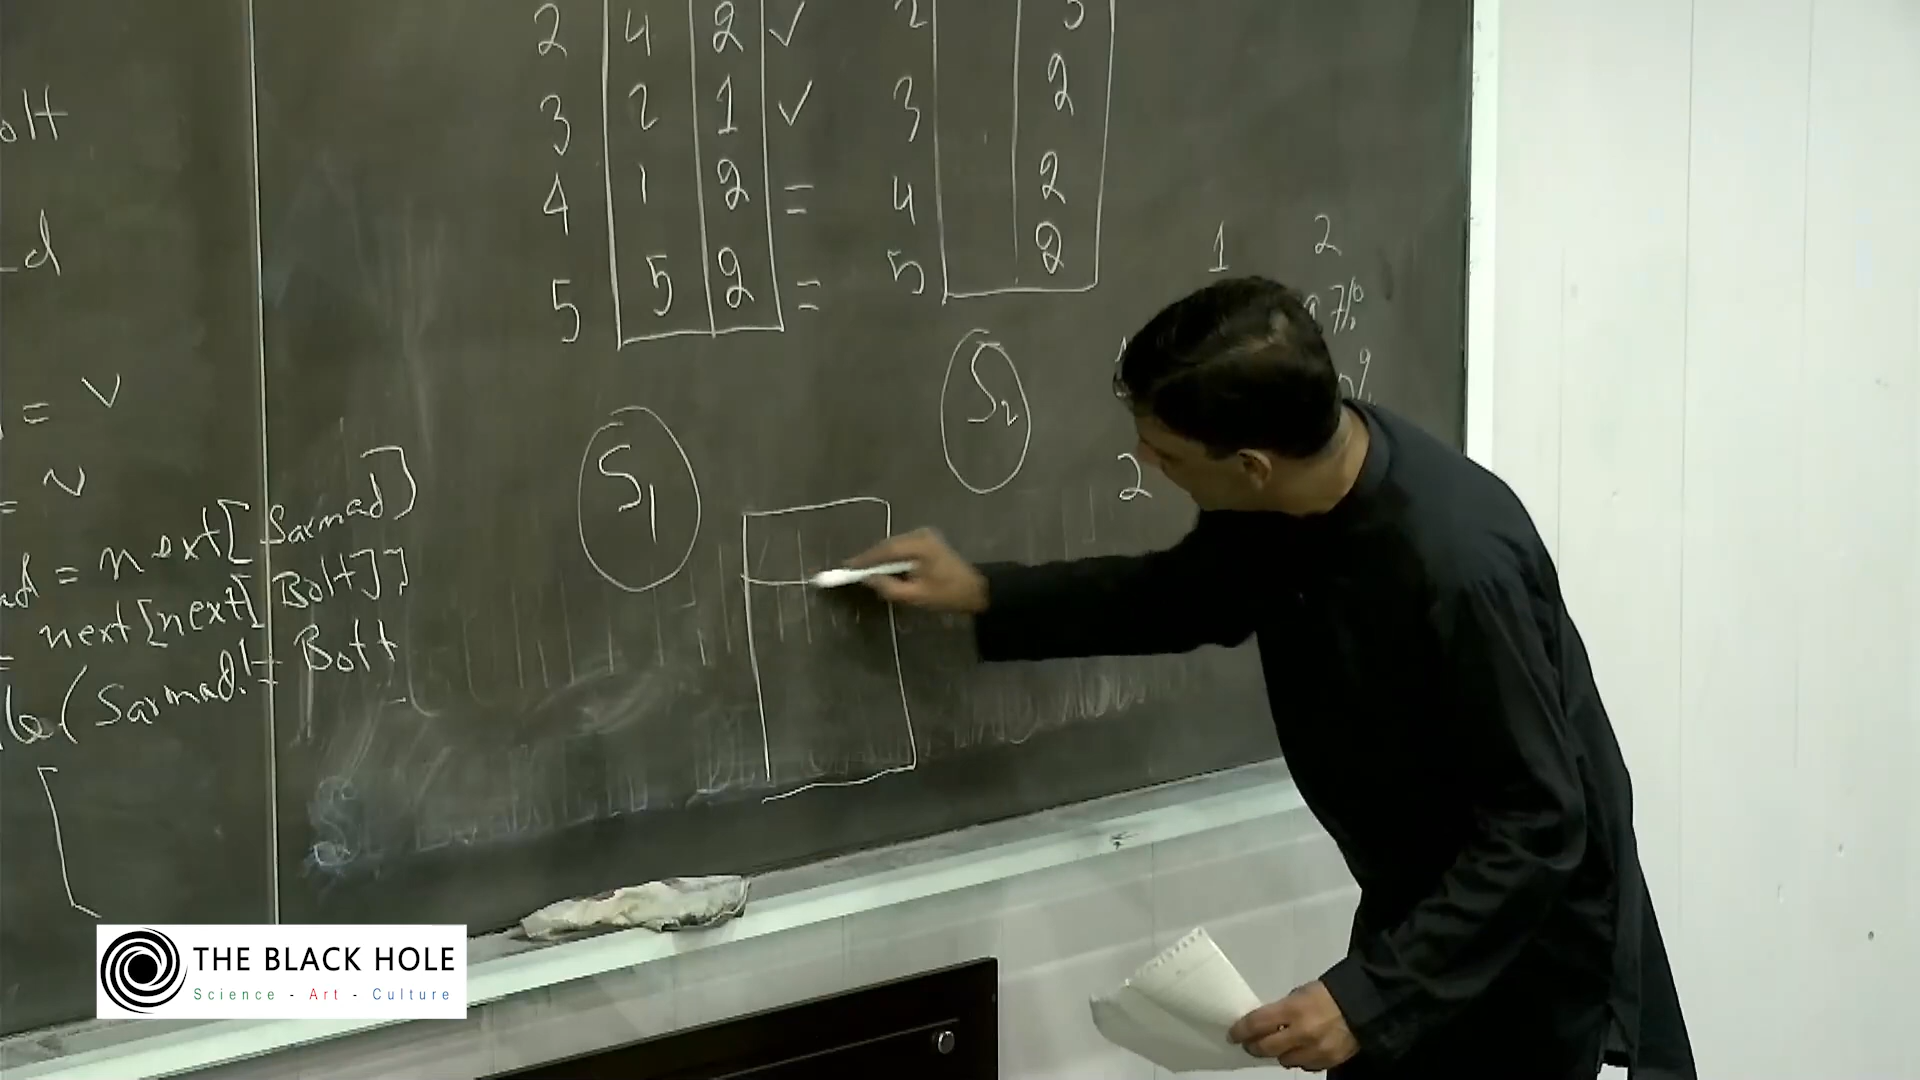 olt
d
= V
= N
= next[Sarmad]
= next[next[Bolt]]
(Sarmad != Bolt
2 4 2 ✓
3 2 1 ✓
4 1 2 =
5 5 2 =
S1
2 3
3 2
4 2
5 2
S2
1 2
7%
2
THE BLACK HOLE
Science - Art - Culture